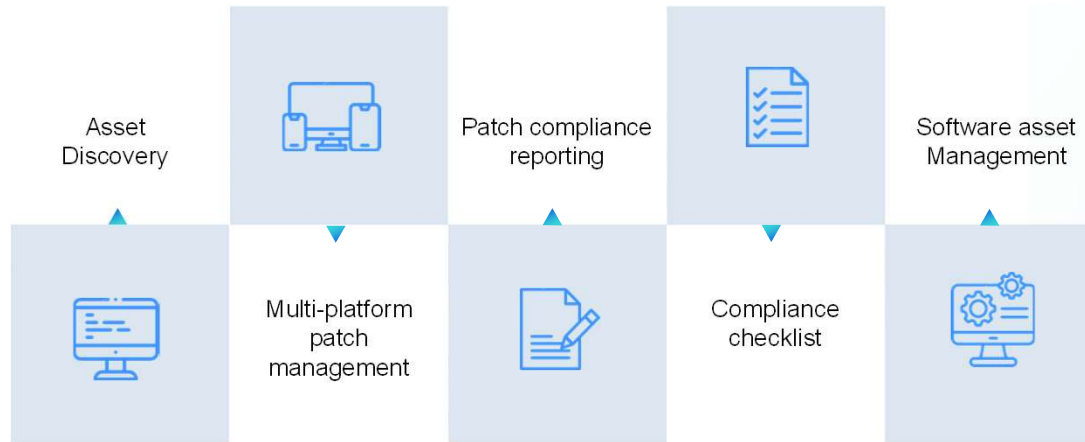 Asset
Discovery
Multi-platform
patch
management
Patch compliance
reporting
Compliance
checklist
Software asset
Management